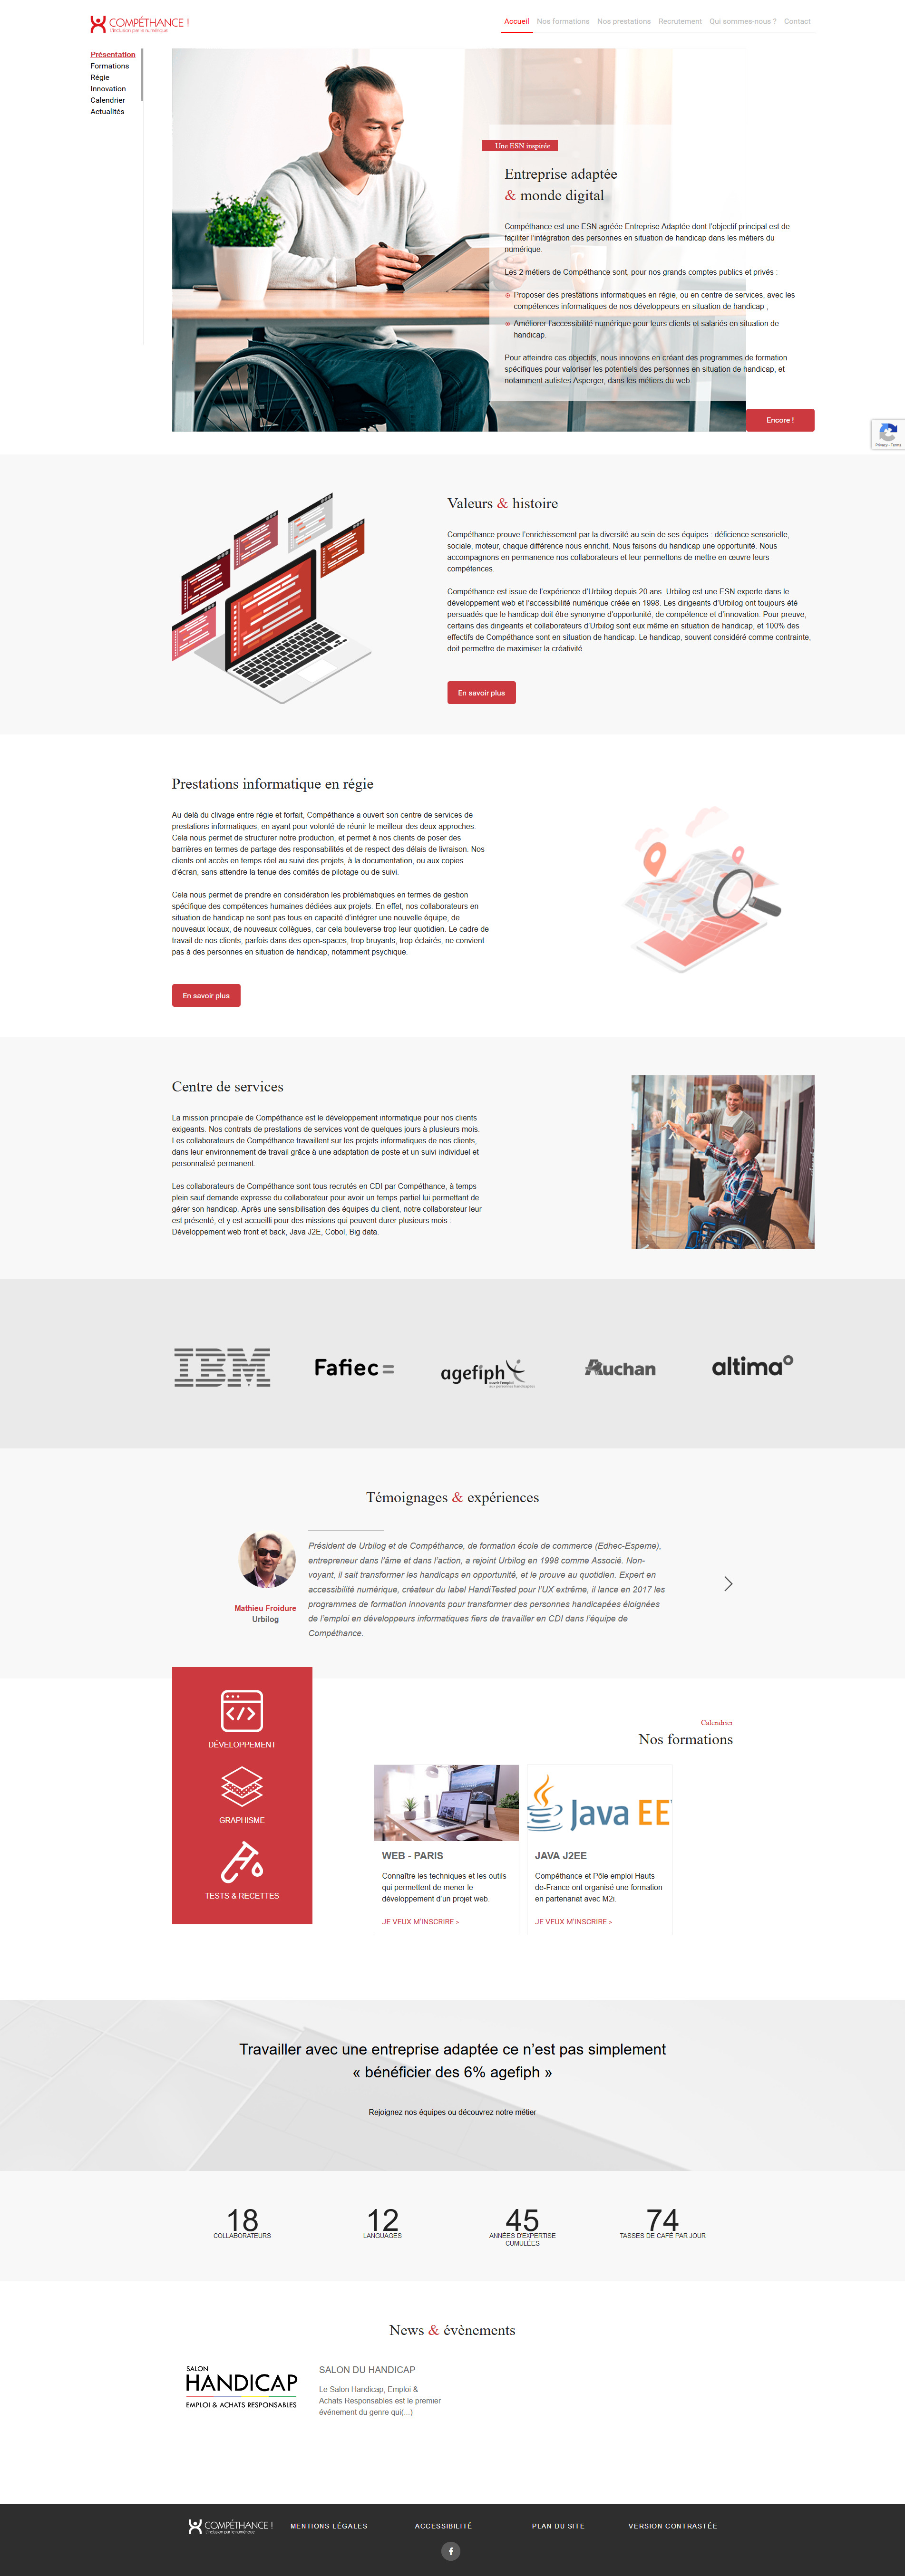 COMPÉTHANCE !
L'inclusion par le numérique
Accueil Nos formations Nos prestations Recrutement Qui sommes-nous ? Contact
Présentation
Formations
Régie
Innovation
Calendrier
Actualités
Une ESN inspirée
Entreprise adaptée
& monde digital
Compéthance est une ESN agréée Entreprise Adaptée dont l'objectif principal est de
faciliter l'intégration des personnes en situation de handicap dans les métiers du
numérique.
Les 2 métiers de Compéthance sont, pour nos grands comptes publics et privés :
Proposer des prestations informatiques en régie, ou en centre de services, avec les
compétences informatiques de nos développeurs en situation de handicap ;
Améliorer l'accessibilité numérique pour leurs clients et salariés en situation de
handicap.
Pour atteindre ces objectifs, nous innovons en créant des programmes de formation
spécifiques pour valoriser les potentiels des personnes en situation de handicap, et
notamment autistes Asperger, dans les métiers du web.
Encore !
Privacy - Terms
Valeurs & histoire
Compéthance prouve l'enrichissement par la diversité au sein de ses équipes : déficience sensorielle,
sociale, moteur, chaque différence nous enrichit. Nous faisons du handicap une opportunité. Nous
accompagnons en permanence nos collaborateurs et leur permettons de mettre en œuvre leurs
compétences.
Compéthance est issue de l'expérience d'Urbilog depuis 20 ans. Urbilog est une ESN experte dans le
développement web et l'accessibilité numérique créée en 1998. Les dirigeants d'Urbilog ont toujours été
persuadés que le handicap doit être synonyme d'opportunité, de compétence et d'innovation. Pour preuve,
certains des dirigeants et collaborateurs d'Urbilog sont eux même en situation de handicap, et 100% des
effectifs de Compéthance sont en situation de handicap. Le handicap, souvent considéré comme contrainte,
doit permettre de maximiser la créativité.
En savoir plus
Prestations informatique en régie
Au-delà du clivage entre régie et forfait, Compéthance a ouvert son centre de services de
prestations informatiques, en ayant pour volonté de réunir le meilleur des deux approches.
Cela nous permet de structurer notre production, et permet à nos clients de poser des
barrières en termes de partage des responsabilités et de respect des délais de livraison. Nos
clients ont accès en temps réel au suivi des projets, à la documentation, ou aux copies
d'écran, sans attendre la tenue des comités de pilotage ou de suivi.
Cela nous permet de prendre en considération les problématiques en termes de gestion
spécifique des compétences humaines dédiées aux projets. En effet, nos collaborateurs en
situation de handicap ne sont pas tous en capacité d'intégrer une nouvelle équipe, de
nouveaux locaux, de nouveaux collègues, car cela bouleverse trop leur quotidien. Le cadre de
travail de nos clients, parfois dans des open-spaces, trop bruyants, trop éclairés, ne convient
pas à des personnes en situation de handicap, notamment psychique.
En savoir plus
Centre de services
La mission principale de Compéthance est le développement informatique pour nos clients
exigeants. Nos contrats de prestations de services vont de quelques jours à plusieurs mois.
Les collaborateurs de Compéthance travaillent sur les projets informatiques de nos clients,
dans leur environnement de travail grâce à une adaptation de poste et un suivi individuel et
personnalisé permanent.
Les collaborateurs de Compéthance sont tous recrutés en CDI par Compéthance, à temps
plein sauf demande expresse du collaborateur pour avoir un temps partiel lui permettant de
gérer son handicap. Après une sensibilisation des équipes du client, notre collaborateur leur
est présenté, et y est accueilli pour des missions qui peuvent durer plusieurs mois :
Développement web front et back, Java J2E, Cobol, Big data.
IBM Fafiec agefiph Auchan altima
Témoignages & expériences
Président de Urbilog et de Compéthance, de formation école de commerce (Edhec-Espeme),
entrepreneur dans l'âme et dans l'action, a rejoint Urbilog en 1998 comme Associé. Non-
voyant, il sait transformer les handicaps en opportunité, et le prouve au quotidien. Expert en
accessibilité numérique, créateur du label HandiTested pour l'UX extrême, il lance en 2017 les
programmes de formation innovants pour transformer des personnes handicapées éloignées
de l'emploi en développeurs informatiques fiers de travailler en CDI dans l'équipe de
Compéthance.
Mathieu Froidure
Urbilog
DÉVELOPPEMENT
GRAPHISME
TESTS & RECETTES
Calendrier
Nos formations
WEB - PARIS
Connaître les techniques et les outils
qui permettent de mener le
développement d'un projet web.
JE VEUX M'INSCRIRE >
Java EE
JAVA J2EE
Compéthance et Pôle emploi Hauts-
de-France ont organisé une formation
en partenariat avec M2i.
JE VEUX M'INSCRIRE >
Travailler avec une entreprise adaptée ce n'est pas simplement
« bénéficier des 6% agefiph »
Rejoignez nos équipes ou découvrez notre métier
18
COLLABORATEURS
12
LANGUAGES
45
ANNÉES D'EXPERTISE
CUMULÉES
74
TASSES DE CAFÉ PAR JOUR
News & évènements
SALON
HANDICAP
EMPLOI & ACHATS RESPONSABLES
SALON DU HANDICAP
Le Salon Handicap, Emploi &
Achats Responsables est le premier
événement du genre qui(...)
COMPÉTHANCE !
L'inclusion par le numérique
MENTIONS LÉGALES ACCESSIBILITÉ PLAN DU SITE VERSION CONTRASTÉE